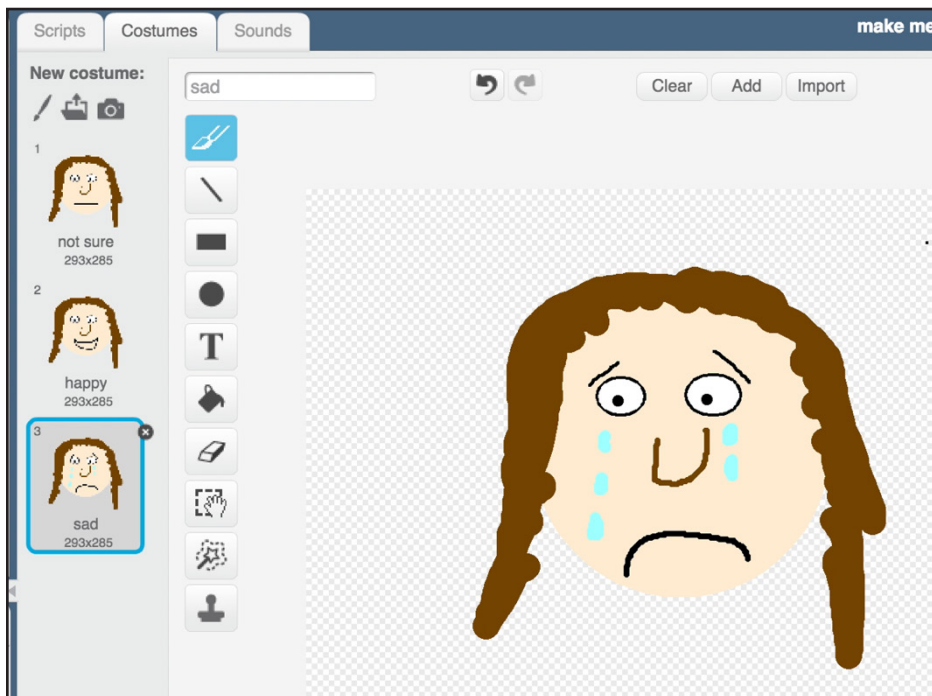 Scripts
Costumes
Sounds
make me
New costume:
sad
Clear
Add
Import
1
not sure
293x285
2
happy
293x285
3
sad
293x285
T